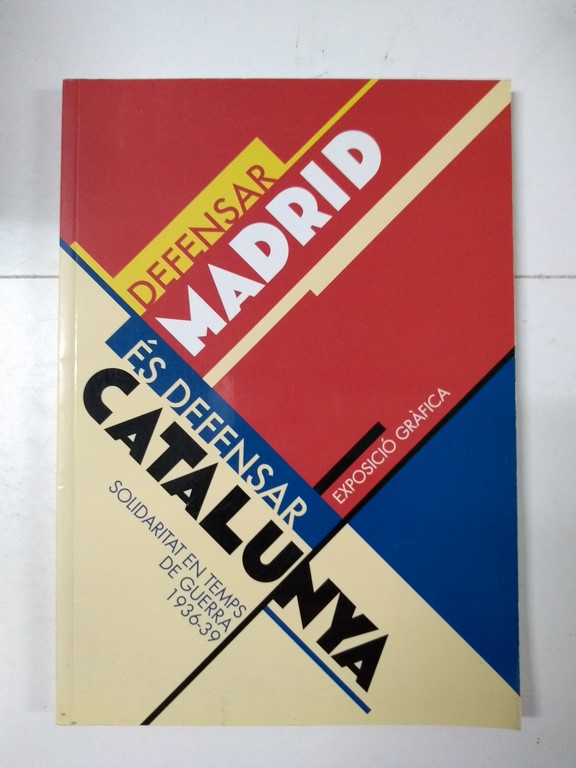 DEFENSAR
MADRID
ÉS DEFENSAR
CATALUNYA
SOLIDARITAT EN TEMPS
DE GUERRA
1936-39
EXPOSICIÓ GRÀFICA